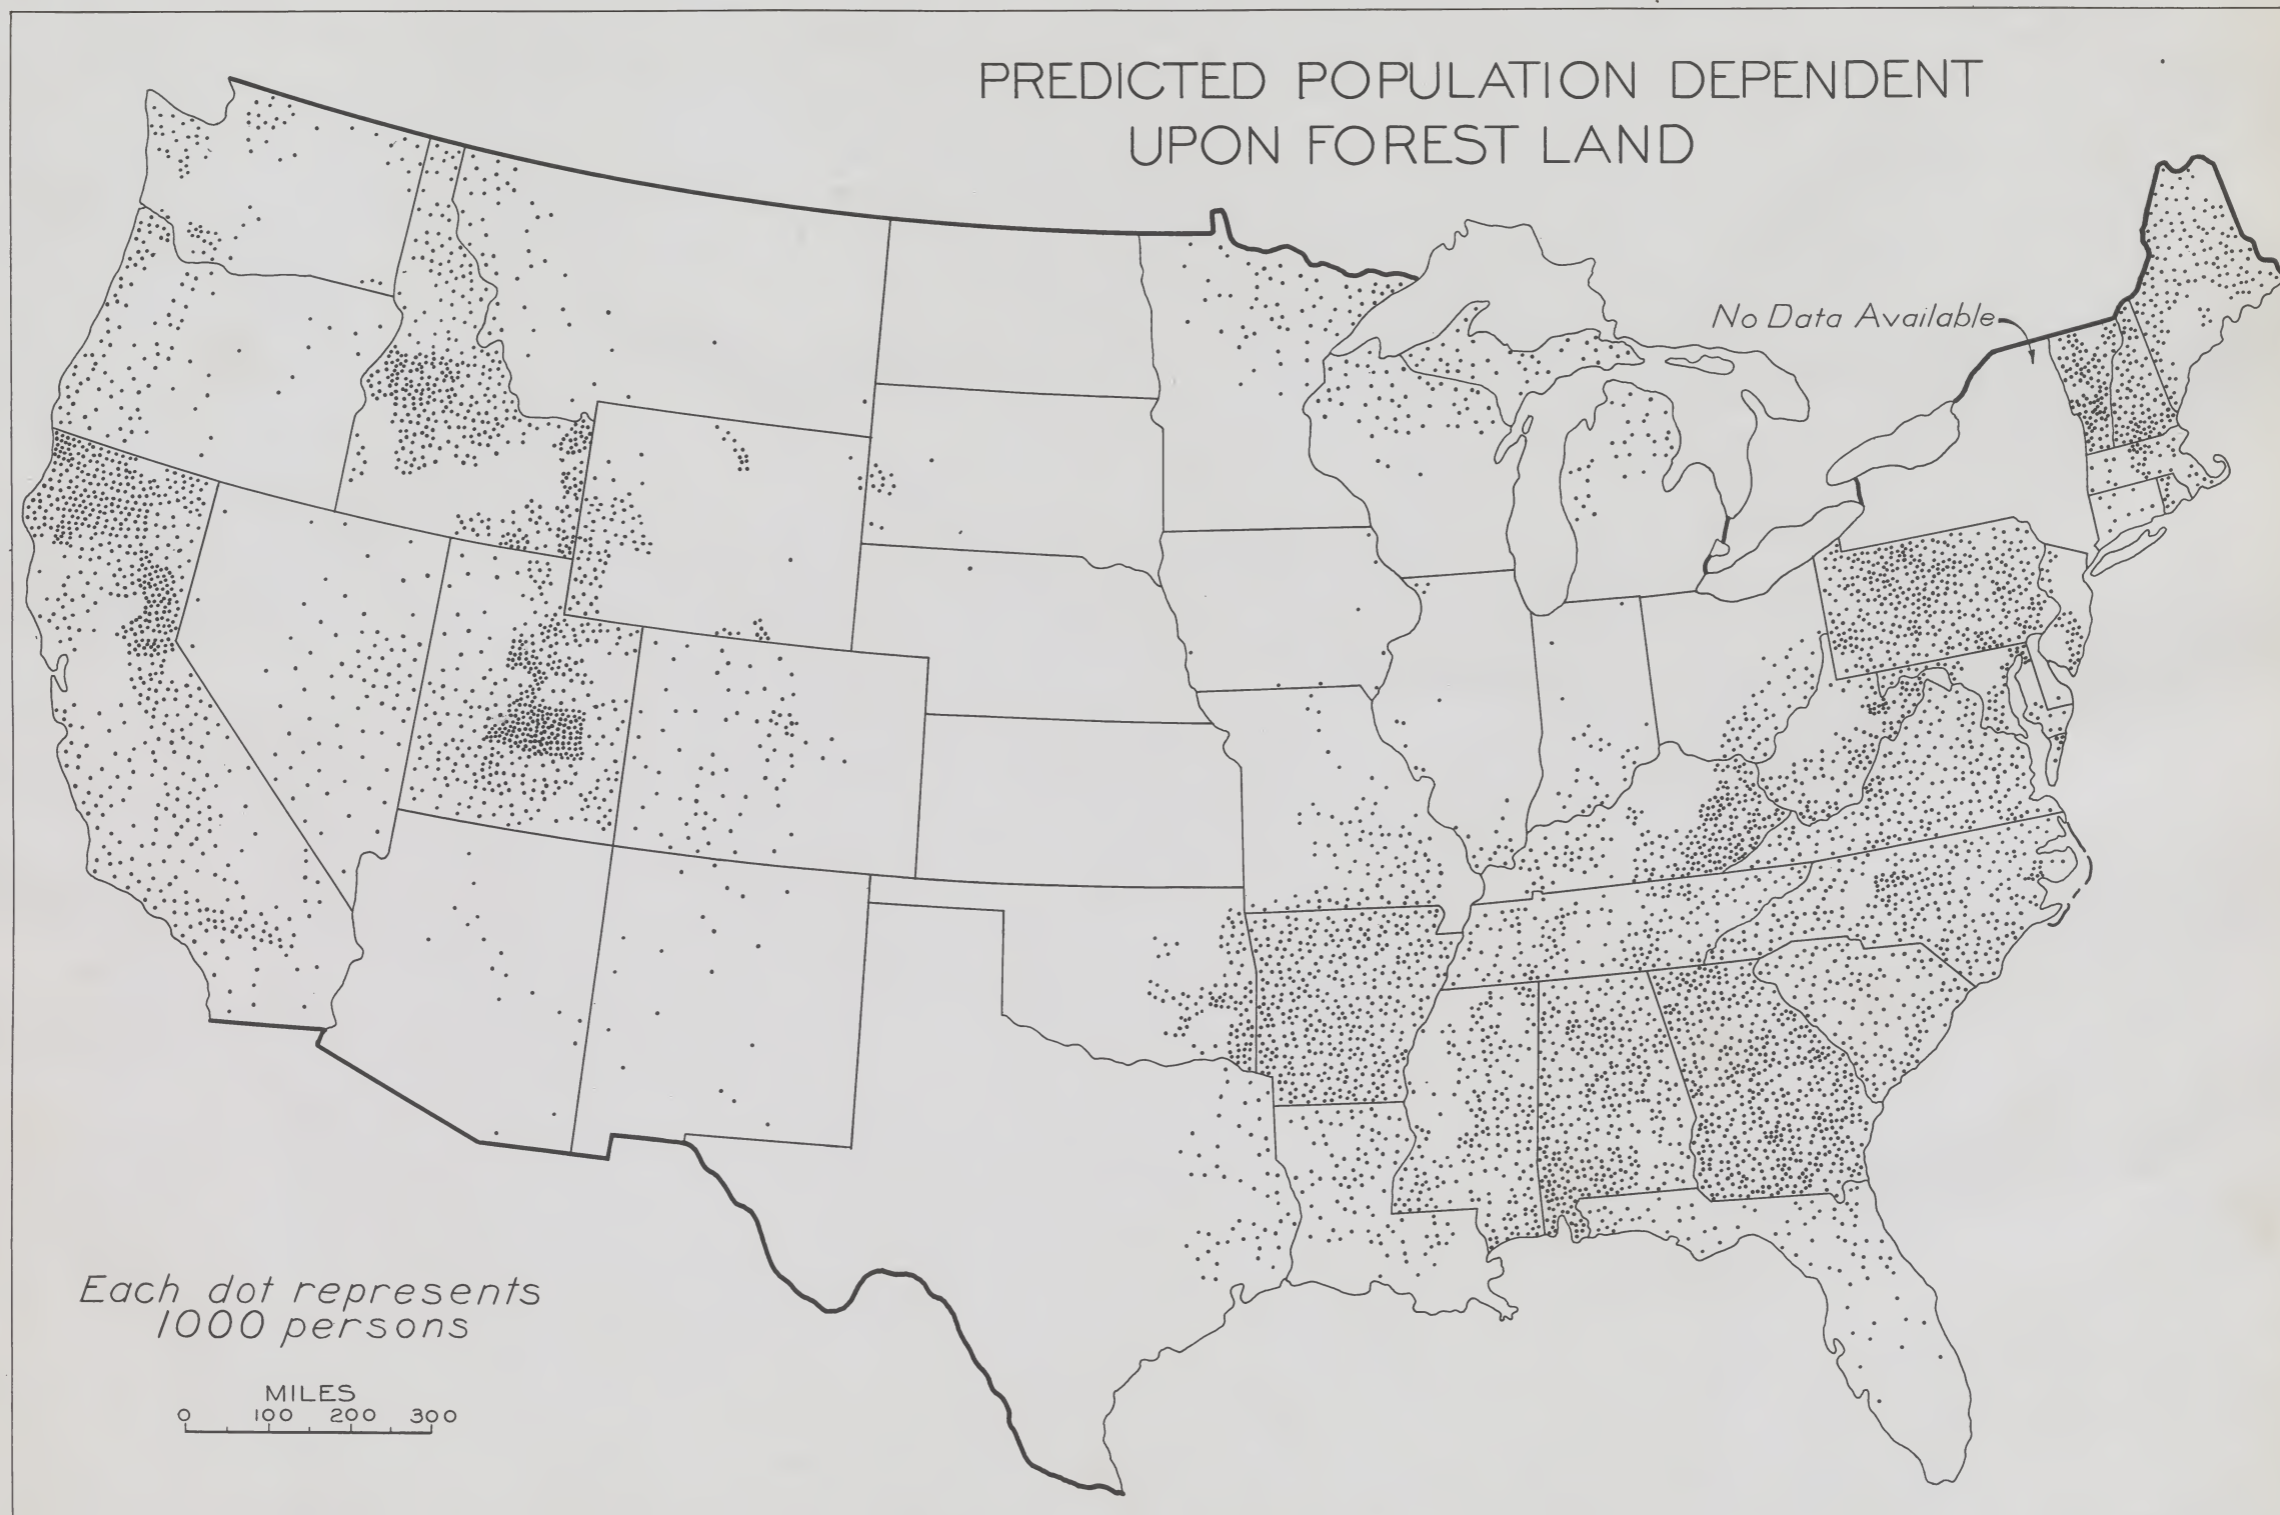 PREDICTED POPULATION DEPENDENT
UPON FOREST LAND
No Data Available
Each dot represents
1000 persons
MILES
0 100 200 300